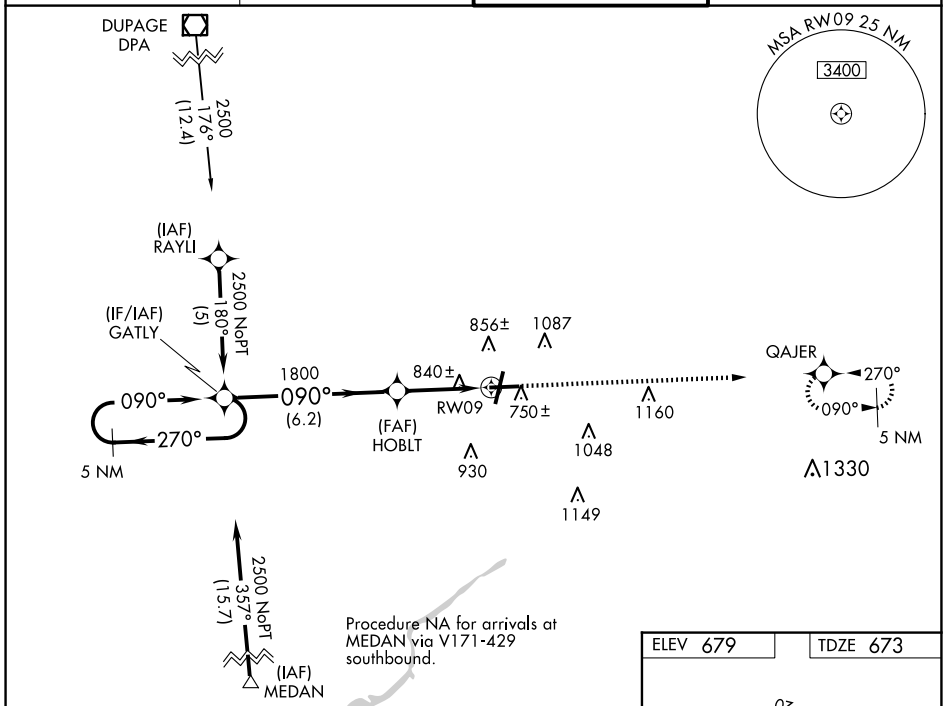 DUPAGE
DPA
2500
176°
(12.4)
MSA RW09 25 NM
3400
(IAF)
RAYLI
2500 NoPT
180°
(5)
(IF/IAF)
GATLY
090°
270°
5 NM
1800
090°
(6.2)
(FAF)
HOBLT
840±
856±
1087
RW09
750±
930
1048
1149
1160
QAJER
270°
090°
5 NM
1330
2500 NoPT
357°
(15.7)
(IAF)
MEDAN
Procedure NA for arrivals at
MEDAN via V171-429
southbound.
ELEV 679
TDZE 673